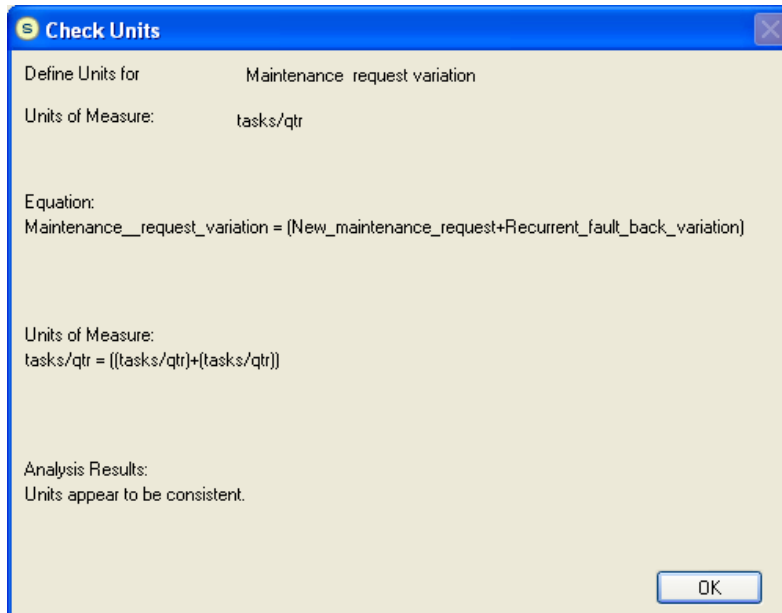 S Check Units
Define Units for Maintenance request variation
Units of Measure: tasks/qtr
Equation:
Maintenance__request_variation = (New_maintenance_request+Recurrent_fault_back_variation)
Units of Measure:
tasks/qtr = ((tasks/qtr)+(tasks/qtr))
Analysis Results:
Units appear to be consistent.
OK